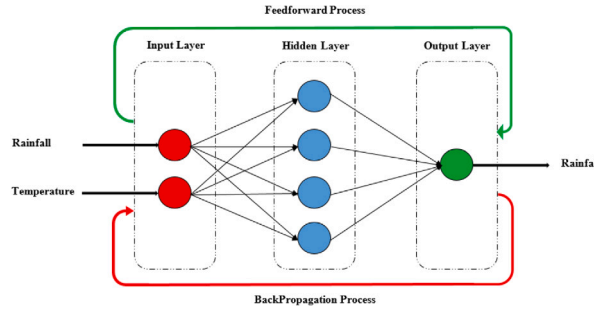 Feedforward Process
Input Layer
Hidden Layer
Output Layer
Rainfall
Rainfa
Temperature
BackPropagation Process